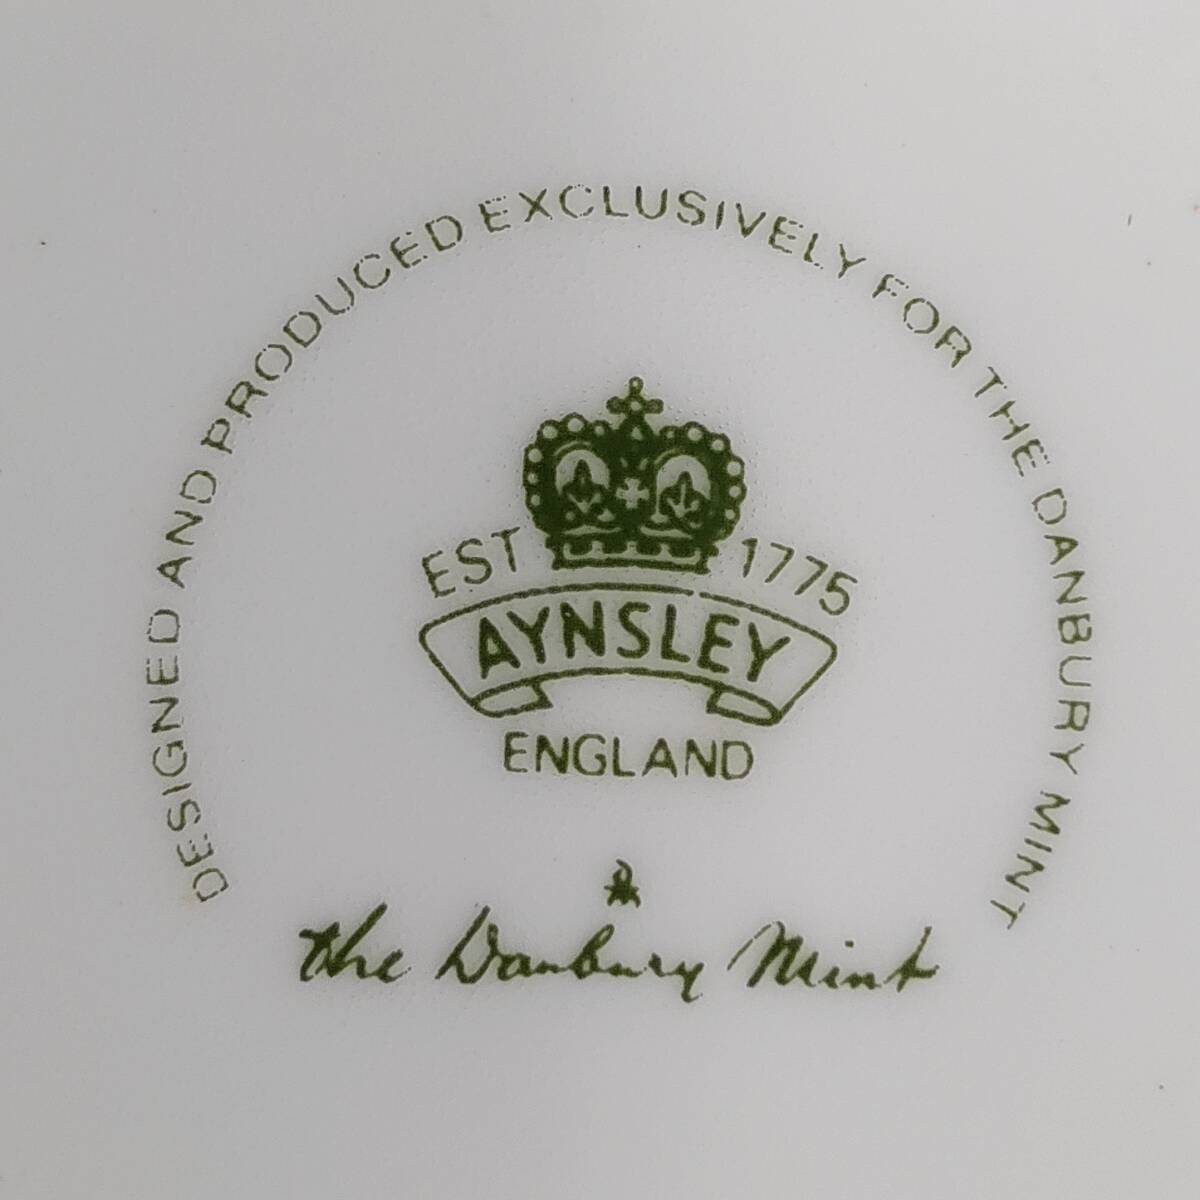 DESIGNED AND PRODUCED EXCLUSIVELY FOR THE DANBURY MINT
EST 1775
AYNSLEY
ENGLAND
The Danbury Mint